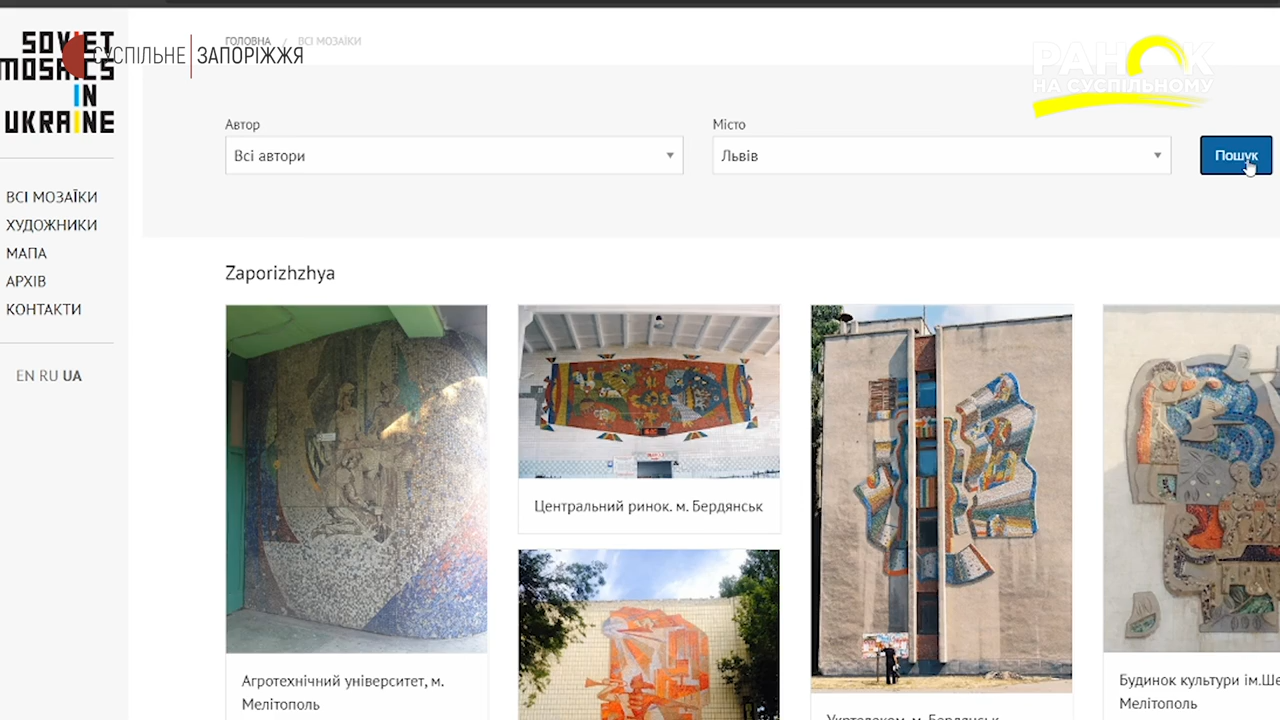 SOVIET
MOSAICS
IN
UKRAINE
СУСПІЛЬНЕ ЗАПОРІЖЖЯ
ГОЛОВНА / ВСІ МОЗАЇКИ
РАНОК
НА СУСПІЛЬНОМУ
Автор
Місто
Всі автори
Львів
Пошук
ВСІ МОЗАЇКИ
ХУДОЖНИКИ
МАПА
АРХІВ
КОНТАКТИ
EN RU UA
Zaporizhzhya
Центральний ринок. м. Бердянськ
Агротехнічний університет, м.
Мелітополь
Укртелеком. м. Бердянськ
Будинок культури ім.Ше
Мелітополь